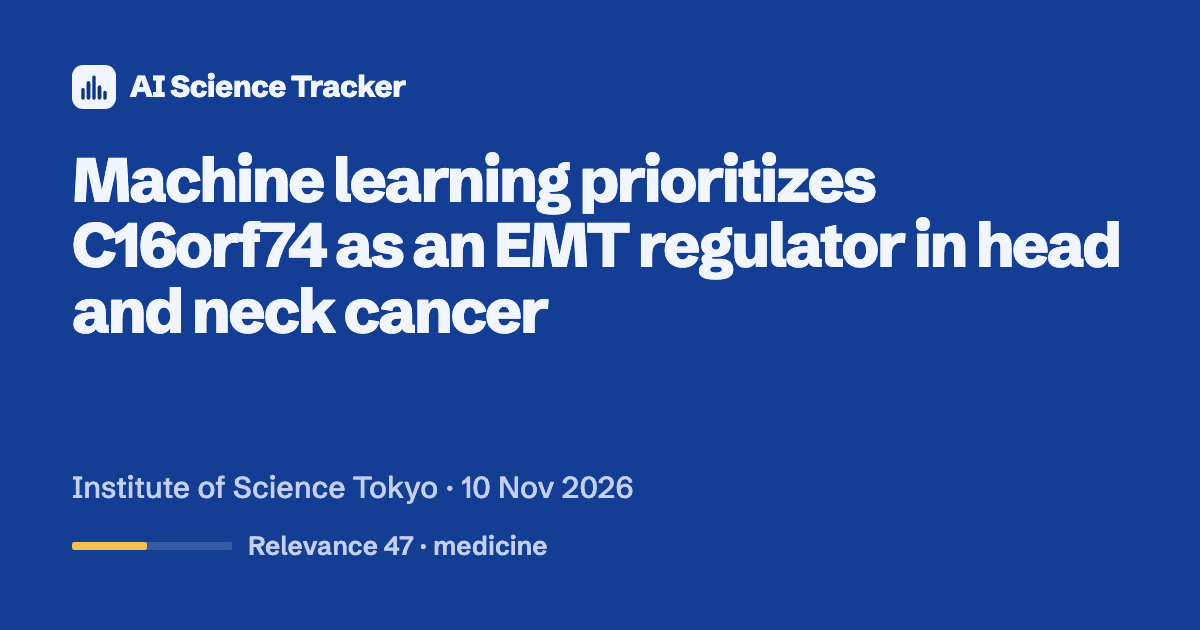 AI Science Tracker
Machine learning prioritizes
C16orf74 as an EMT regulator in head
and neck cancer
Institute of Science Tokyo · 10 Nov 2026
Relevance 47 · medicine